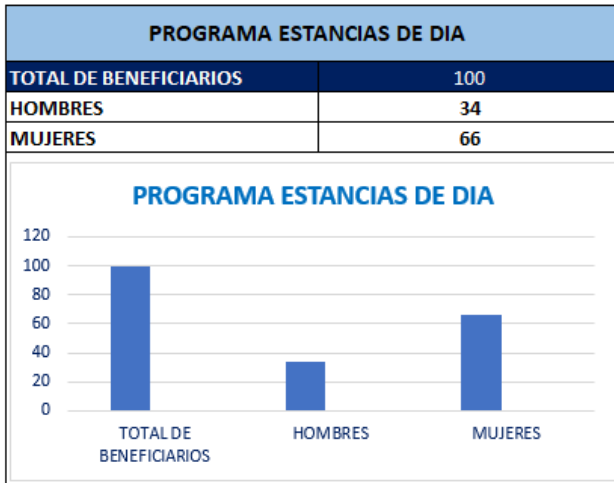 PROGRAMA ESTANCIAS DE DIA
TOTAL DE BENEFICIARIOS 100
HOMBRES 34
MUJERES 66
PROGRAMA ESTANCIAS DE DIA
120
100
80
60
40
20
0
TOTAL DE HOMBRES MUJERES
BENEFICIARIOS